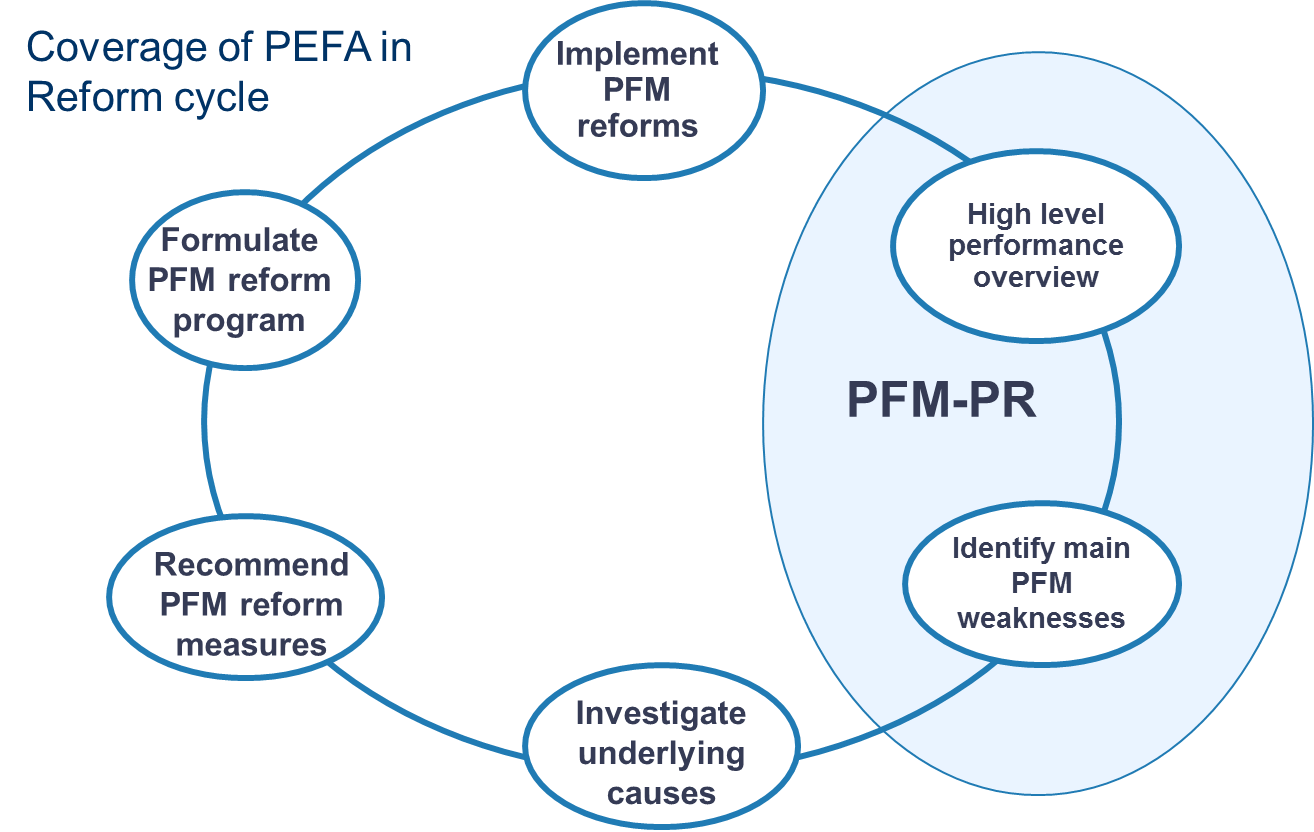 Coverage of PEFA in
Reform cycle
Implement
PFM
reforms
High level
performance
overview
Formulate
PFM reform
program
PFM-PR
Identify main
PFM
weaknesses
Recommend
PFM reform
measures
Investigate
underlying
causes